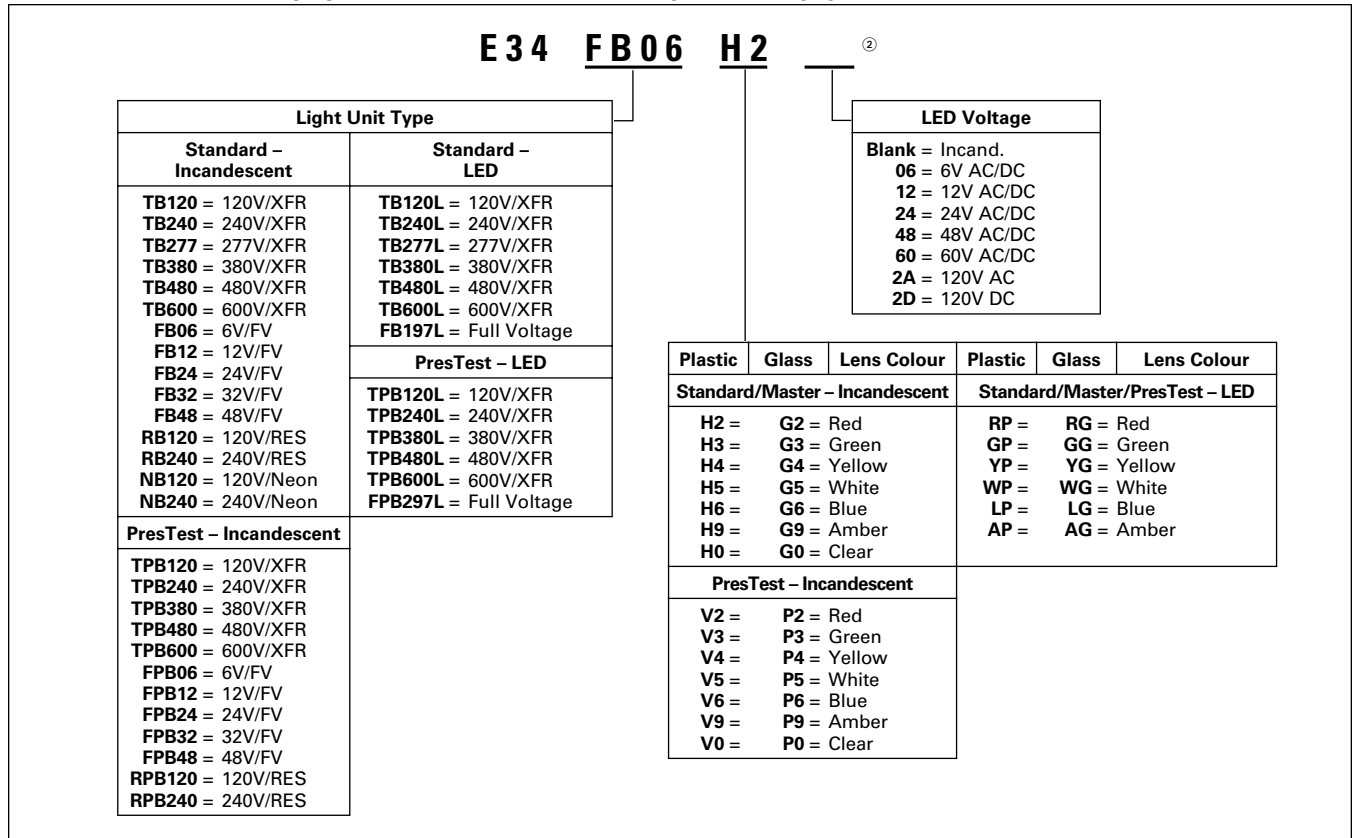 E34 FB06 H2 ②
Light Unit Type
Standard –
Incandescent
TB120 = 120V/XFR
TB240 = 240V/XFR
TB277 = 277V/XFR
TB380 = 380V/XFR
TB480 = 480V/XFR
TB600 = 600V/XFR
FB06 = 6V/FV
FB12 = 12V/FV
FB24 = 24V/FV
FB32 = 32V/FV
FB48 = 48V/FV
RB120 = 120V/RES
RB240 = 240V/RES
NB120 = 120V/Neon
NB240 = 240V/Neon
PresTest – Incandescent
TPB120 = 120V/XFR
TPB240 = 240V/XFR
TPB380 = 380V/XFR
TPB480 = 480V/XFR
TPB600 = 600V/XFR
FPB06 = 6V/FV
FPB12 = 12V/FV
FPB24 = 24V/FV
FPB32 = 32V/FV
FPB48 = 48V/FV
RPB120 = 120V/RES
RPB240 = 240V/RES
Standard –
LED
TB120L = 120V/XFR
TB240L = 240V/XFR
TB277L = 277V/XFR
TB380L = 380V/XFR
TB480L = 480V/XFR
TB600L = 600V/XFR
FB197L = Full Voltage
PresTest – LED
TPB120L = 120V/XFR
TPB240L = 240V/XFR
TPB380L = 380V/XFR
TPB480L = 480V/XFR
TPB600L = 600V/XFR
FPB297L = Full Voltage
LED Voltage
Blank = Incand.
06 = 6V AC/DC
12 = 12V AC/DC
24 = 24V AC/DC
48 = 48V AC/DC
60 = 60V AC/DC
2A = 120V AC
2D = 120V DC
Plastic Glass Lens Colour Plastic Glass Lens Colour
Standard/Master – Incandescent
H2 = G2 = Red
H3 = G3 = Green
H4 = G4 = Yellow
H5 = G5 = White
H6 = G6 = Blue
H9 = G9 = Amber
H0 = G0 = Clear
PresTest – Incandescent
V2 = P2 = Red
V3 = P3 = Green
V4 = P4 = Yellow
V5 = P5 = White
V6 = P6 = Blue
V9 = P9 = Amber
V0 = P0 = Clear
Standard/Master/PresTest – LED
RP = RG = Red
GP = GG = Green
YP = YG = Yellow
WP = WG = White
LP = LG = Blue
AP = AG = Amber